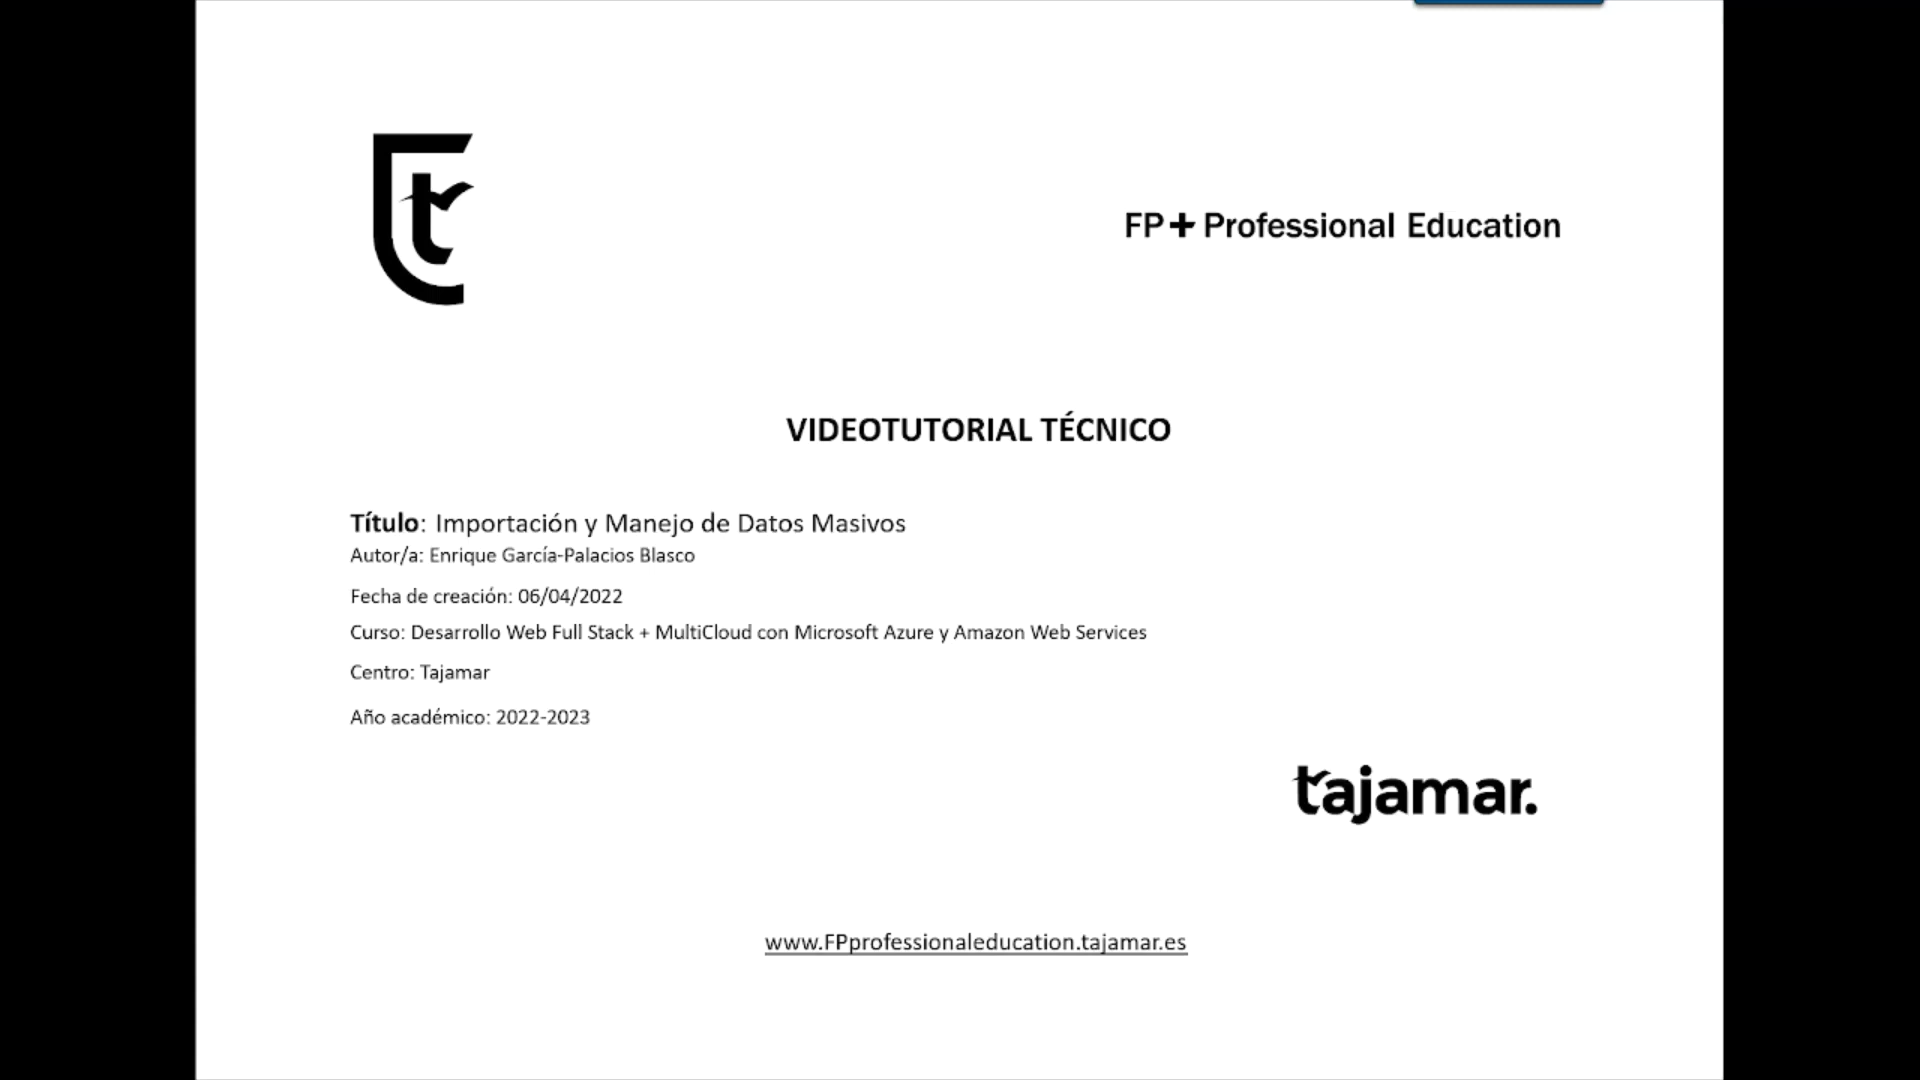 FP+Professional Education
VIDEOTUTORIAL TÉCNICO
Título: Importación y Manejo de Datos Masivos
Autor/a: Enrique García-Palacios Blasco
Fecha de creación: 06/04/2022
Curso: Desarrollo Web Full Stack + MultiCloud con Microsoft Azure y Amazon Web Services
Centro: Tajamar
Año académico: 2022-2023
tajamar.
www.FPprofessionaleducation.tajamar.es